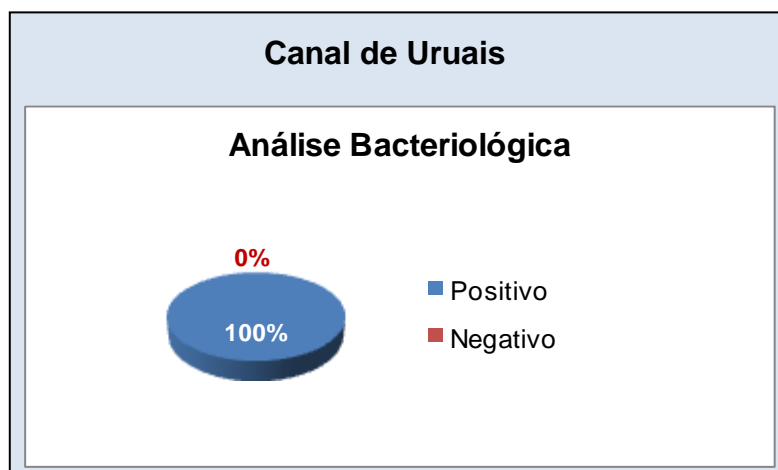 Canal de Uruais
Análise Bacteriológica
0%
100%
Positivo
Negativo